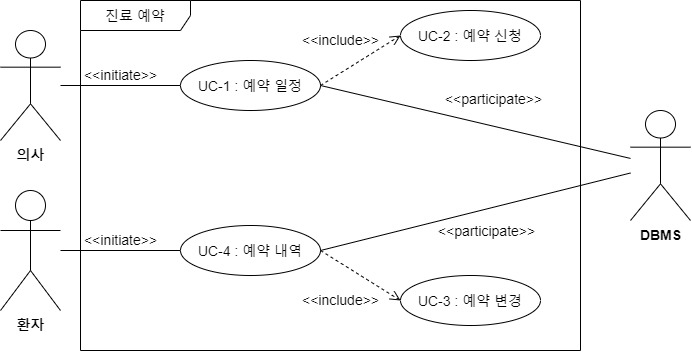 진료 예약
<<include>>
UC-2 : 예약 신청
<<initiate>>
UC-1 : 예약 일정
<<participate>>
의사
DBMS
<<initiate>>
UC-4 : 예약 내역
<<participate>>
<<include>>
UC-3 : 예약 변경
환자